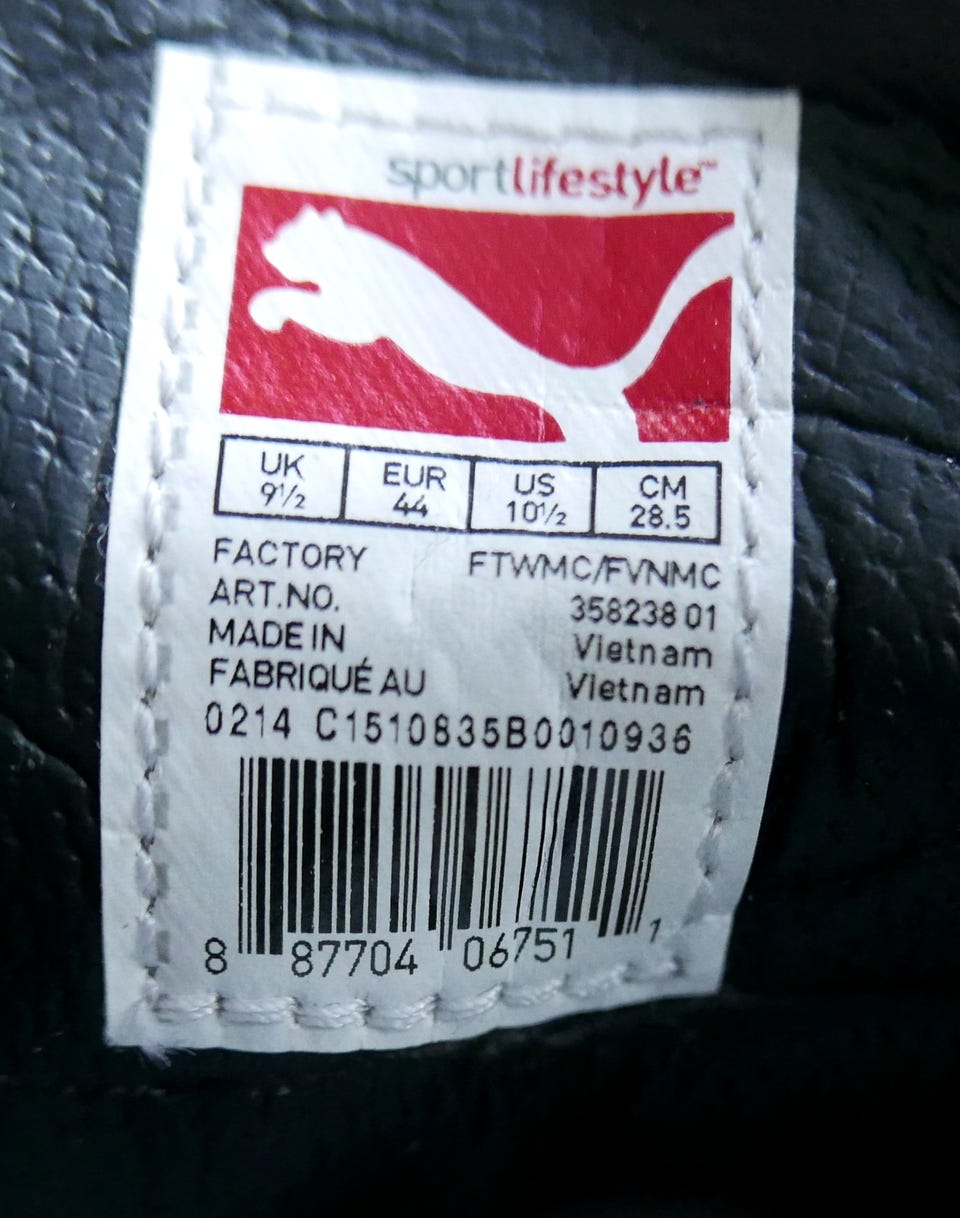 sportlifestyle™
UK EUR US CM
9½ 44 10½ 28.5
FACTORY FTWMC/FVNMC
ART.NO. 358238 01
MADE IN Vietnam
FABRIQUÉ AU Vietnam
0214 C1510835B0010936
8 87704 06751 1